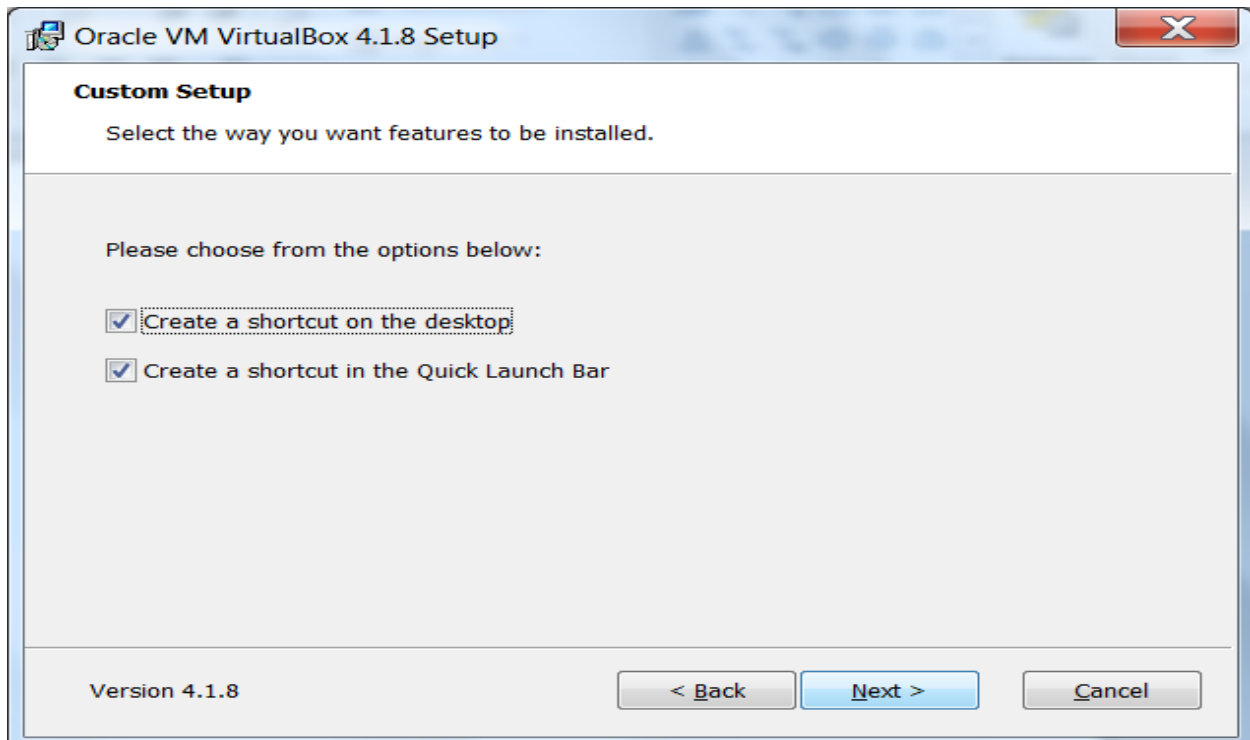 Oracle VM VirtualBox 4.1.8 Setup
Custom Setup
Select the way you want features to be installed.
Please choose from the options below:
Create a shortcut on the desktop
Create a shortcut in the Quick Launch Bar
Version 4.1.8
< Back
Next >
Cancel